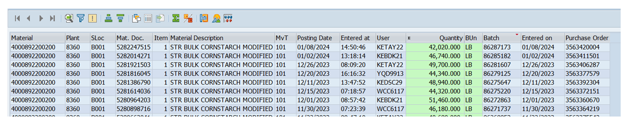 Material Plant SLoc Mat. Doc. Item Material Description MvT Posting Date Entered at User Quantity BUn Batch Entered on Purchase Order
4000892200200 8360 B001 5282247515 1 STR BULK CORNSTARCH MODIFIED 101 01/08/2024 14:50:46 KETAY22 42,020.000 LB 86287173 01/08/2024 3563420004
4000892200200 8360 B001 5282014271 1 STR BULK CORNSTARCH MODIFIED 101 01/02/2024 13:18:14 KEBIDK21 46,740.000 LB 86285182 01/02/2024 3563411501
4000892200200 8360 B001 5281921503 1 STR BULK CORNSTARCH MODIFIED 101 12/26/2023 08:09:20 KETAY22 49,700.000 LB 86281607 12/26/2023 3563406287
4000892200200 8360 B001 5281816045 1 STR BULK CORNSTARCH MODIFIED 101 12/20/2023 16:16:32 YQD9913 44,340.000 LB 86279125 12/20/2023 3563377529
4000892200200 8360 B001 5281386790 1 STR BULK CORNSTARCH MODIFIED 101 12/11/2023 13:47:52 KEDSC29 48,940.000 LB 86275647 12/11/2023 3563392304
4000892200200 8360 B001 5281614036 1 STR BULK CORNSTARCH MODIFIED 101 12/15/2023 07:18:57 WCC6117 44,320.000 LB 86275220 12/15/2023 3563372151
4000892200200 8360 B001 5280964203 1 STR BULK CORNSTARCH MODIFIED 101 12/01/2023 08:57:42 KEBDK21 51,460.000 LB 86272863 12/01/2023 3563360670
4000892200200 8360 B001 5280898716 1 STR BULK CORNSTARCH MODIFIED 101 11/30/2023 07:23:39 WCC6117 46,180.000 LB 86271737 11/30/2023 3563364219